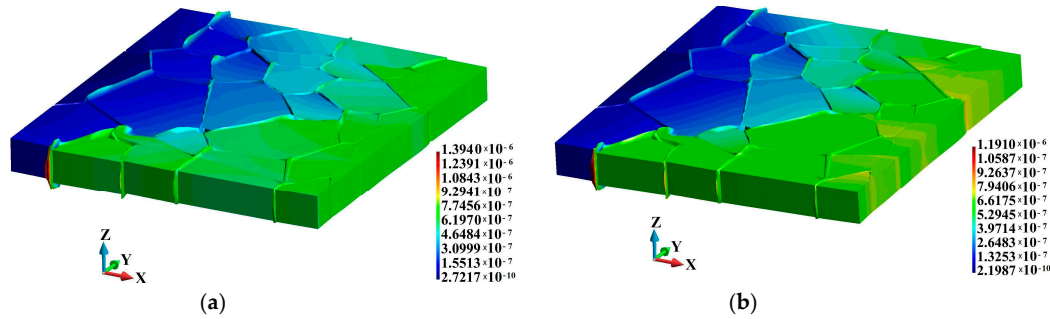 1.3940 ×10⁻⁶
1.2391 ×10⁻⁶
1.0843 ×10⁻⁶
9.2941 ×10⁻⁷
7.7456 ×10⁻⁷
6.1970 ×10⁻⁷
4.6484 ×10⁻⁷
3.0999 ×10⁻⁷
1.5513 ×10⁻⁷
2.7217 ×10⁻¹⁰
Z
Y
X
(a)
1.1910 ×10⁻⁶
1.0587 ×10⁻⁷
9.2637 ×10⁻⁷
7.9406 ×10⁻⁷
6.6175 ×10⁻⁷
5.2945 ×10⁻⁷
3.9714 ×10⁻⁷
2.6483 ×10⁻⁷
1.3253 ×10⁻⁷
2.1987 ×10⁻¹⁰
Z
Y
X
(b)